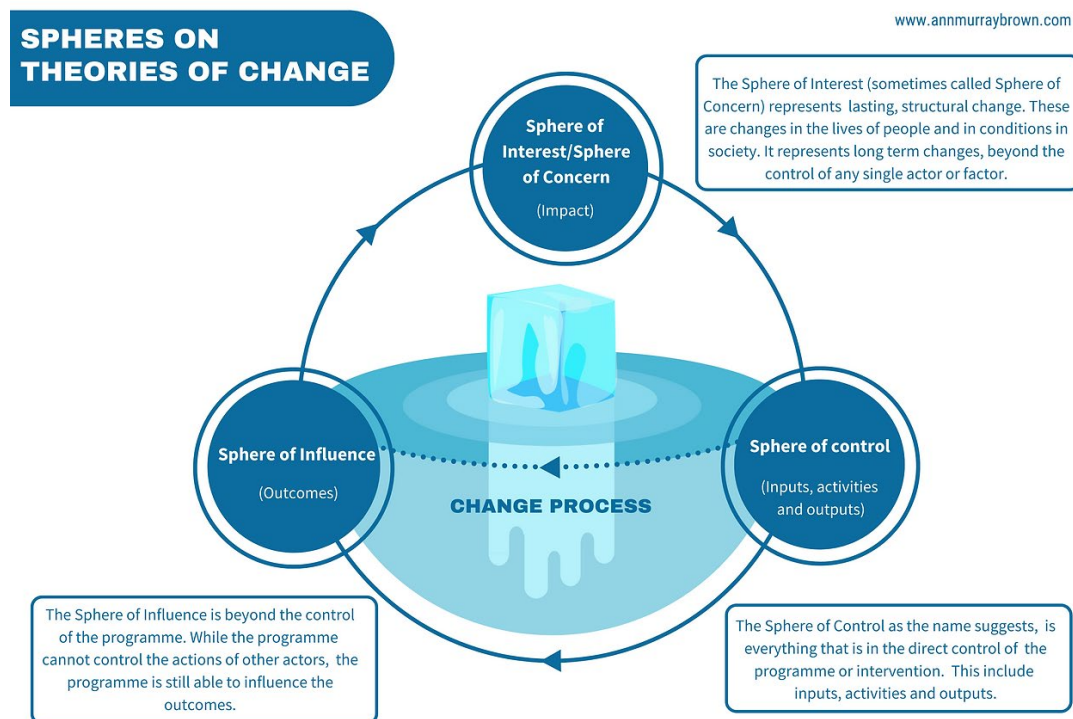 SPHERES ON
THEORIES OF CHANGE
www.annmurraybrown.com
The Sphere of Interest (sometimes called Sphere of
Concern) represents lasting, structural change. These
are changes in the lives of people and in conditions in
society. It represents long term changes, beyond the
control of any single actor or factor.
Sphere of
Interest/Sphere
of Concern
(Impact)
Sphere of Influence
(Outcomes)
Sphere of control
(Inputs, activities
and outputs)
CHANGE PROCESS
The Sphere of Influence is beyond the control
of the programme. While the programme
cannot control the actions of other actors, the
programme is still able to influence the
outcomes.
The Sphere of Control as the name suggests, is
everything that is in the direct control of the
programme or intervention. This include
inputs, activities and outputs.